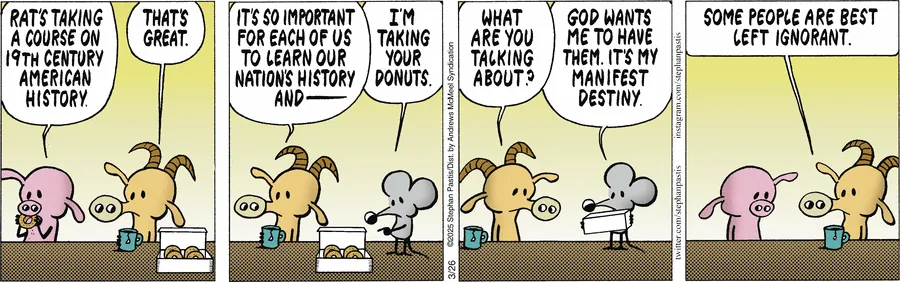 RAT'S TAKING
A COURSE ON
19TH CENTURY
AMERICAN
HISTORY.
THAT'S
GREAT.
IT'S SO IMPORTANT
FOR EACH OF US
TO LEARN OUR
NATION'S HISTORY
AND —
I'M
TAKING
YOUR
DONUTS.
©2025 Stephan Pastis/Dist. by Andrews McMeel Syndication
3/26
WHAT
ARE YOU
TALKING
ABOUT?
GOD WANTS
ME TO HAVE
THEM. IT'S MY
MANIFEST
DESTINY.
twitter.com/stephanpastis
instagram.com/stephanpastis
SOME PEOPLE ARE BEST
LEFT IGNORANT.